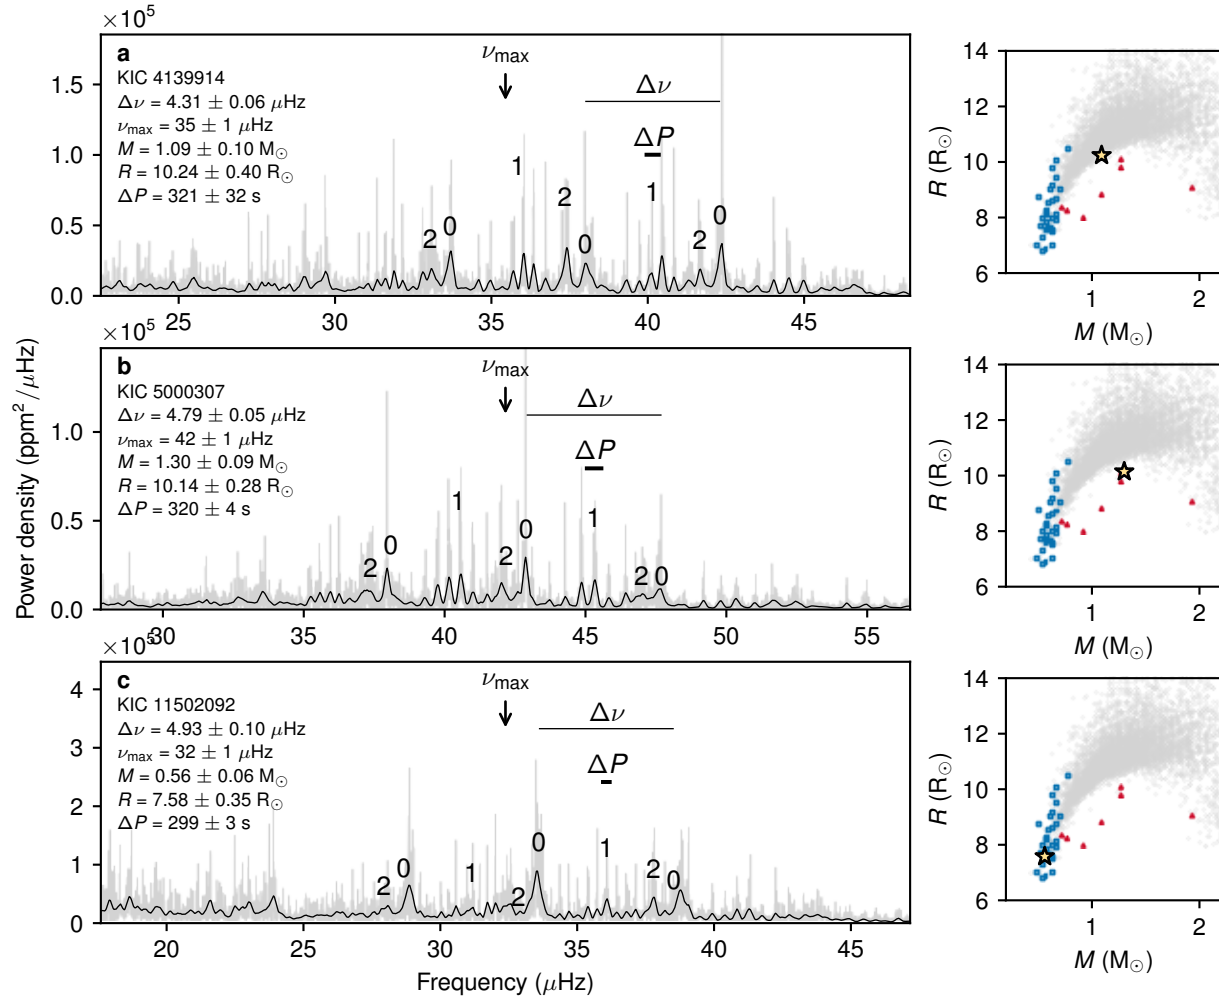 ×10⁵
a
KIC 4139914
Δν = 4.31 ± 0.06 μHz
ν_max = 35 ± 1 μHz
M = 1.09 ± 0.10 M⊙
R = 10.24 ± 0.40 R⊙
ΔP = 321 ± 32 s
ν_max
Δν
ΔP
2 0 1 2 0 1 2 0
1.5
1.0
0.5
0.0
25 30 35 40 45
14
12
10
8
6
R (R⊙)
1 2
M (M⊙)
×10⁵
b
KIC 5000307
Δν = 4.79 ± 0.05 μHz
ν_max = 42 ± 1 μHz
M = 1.30 ± 0.09 M⊙
R = 10.14 ± 0.28 R⊙
ΔP = 320 ± 4 s
ν_max
Δν
ΔP
2 0 1 2 0 1 2 0
1.0
0.5
0.0
30 35 40 45 50 55
Power density (ppm²/μHz)
14
12
10
8
6
R (R⊙)
1 2
M (M⊙)
×10⁵
c
KIC 11502092
Δν = 4.93 ± 0.10 μHz
ν_max = 32 ± 1 μHz
M = 0.56 ± 0.06 M⊙
R = 7.58 ± 0.35 R⊙
ΔP = 299 ± 3 s
ν_max
Δν
ΔP
2 0 1 2 0 1 2 0
4
3
2
1
0
20 25 30 35 40 45
Frequency (μHz)
14
12
10
8
6
R (R⊙)
1 2
M (M⊙)